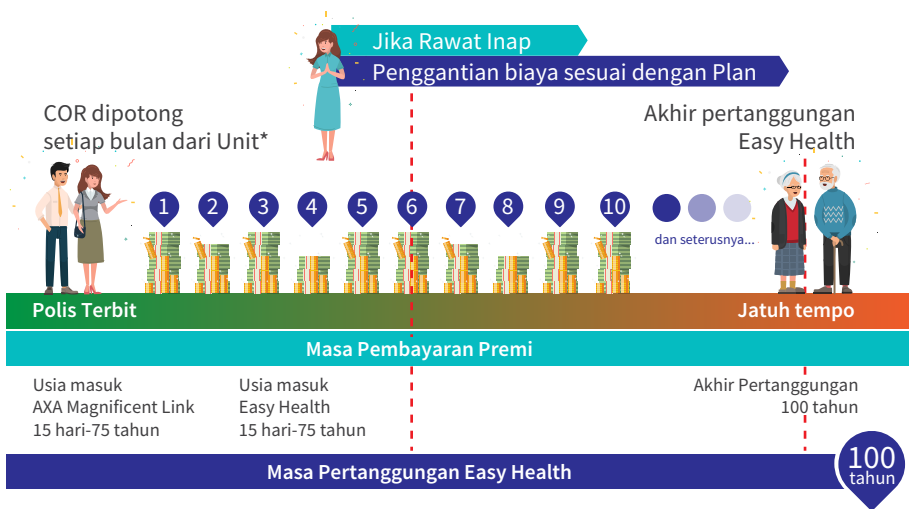 Jika Rawat Inap
Penggantian biaya sesuai dengan Plan
COR dipotong
setiap bulan dari Unit*
Akhir pertanggungan
Easy Health
1 2 3 4 5 6 7 8 9 10
dan seterusnya...
Polis Terbit
Jatuh tempo
Masa Pembayaran Premi
Usia masuk
AXA Magnificent Link
15 hari-75 tahun
Usia masuk
Easy Health
15 hari-75 tahun
Akhir Pertanggungan
100 tahun
Masa Pertanggungan Easy Health
100
tahun